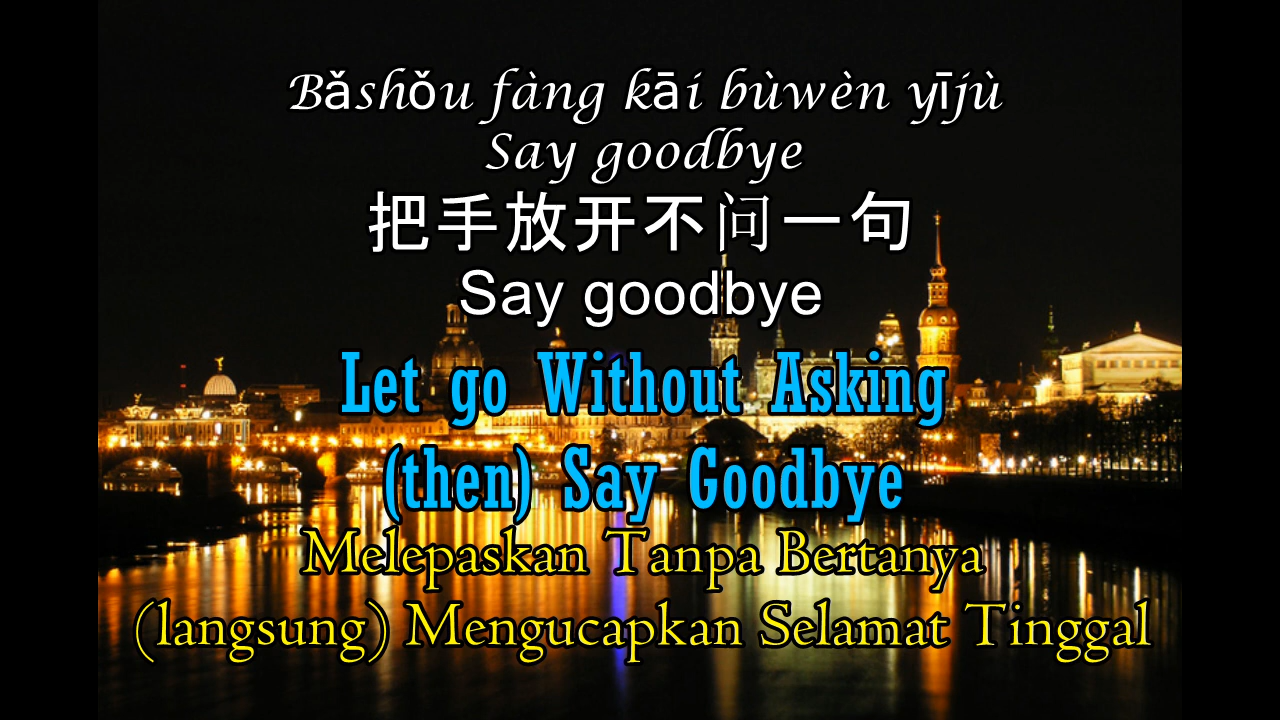 Bǎshǒu fàng kāi bùwèn yījù
Say goodbye
把手放开不问一句
Say goodbye
Let go Without Asking
(then) Say Goodbye
Melepaskan Tanpa Bertanya
(langsung) Mengucapkan Selamat Tinggal